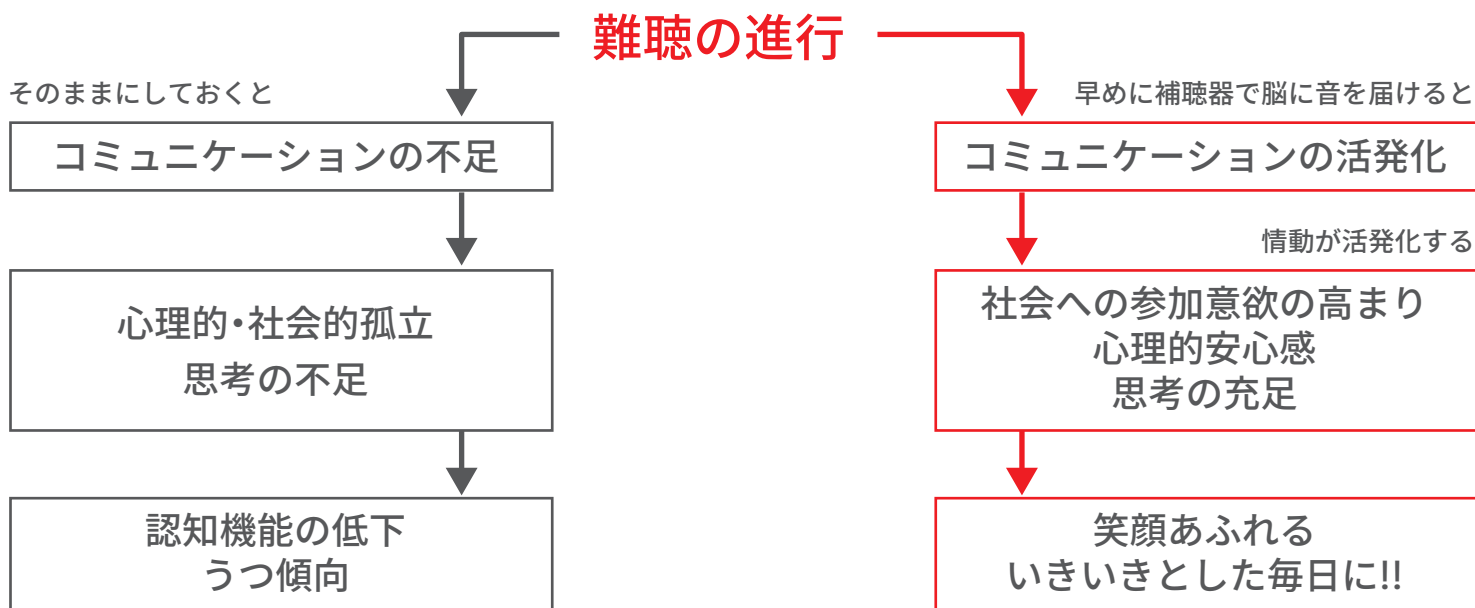 難聴の進行
そのままにしておくと
コミュニケーションの不足
心理的・社会的孤立
思考の不足
認知機能の低下
うつ傾向
早めに補聴器で脳に音を届けると
コミュニケーションの活発化
情動が活発化する
社会への参加意欲の高まり
心理的安心感
思考の充足
笑顔あふれる
いきいきとした毎日に!!